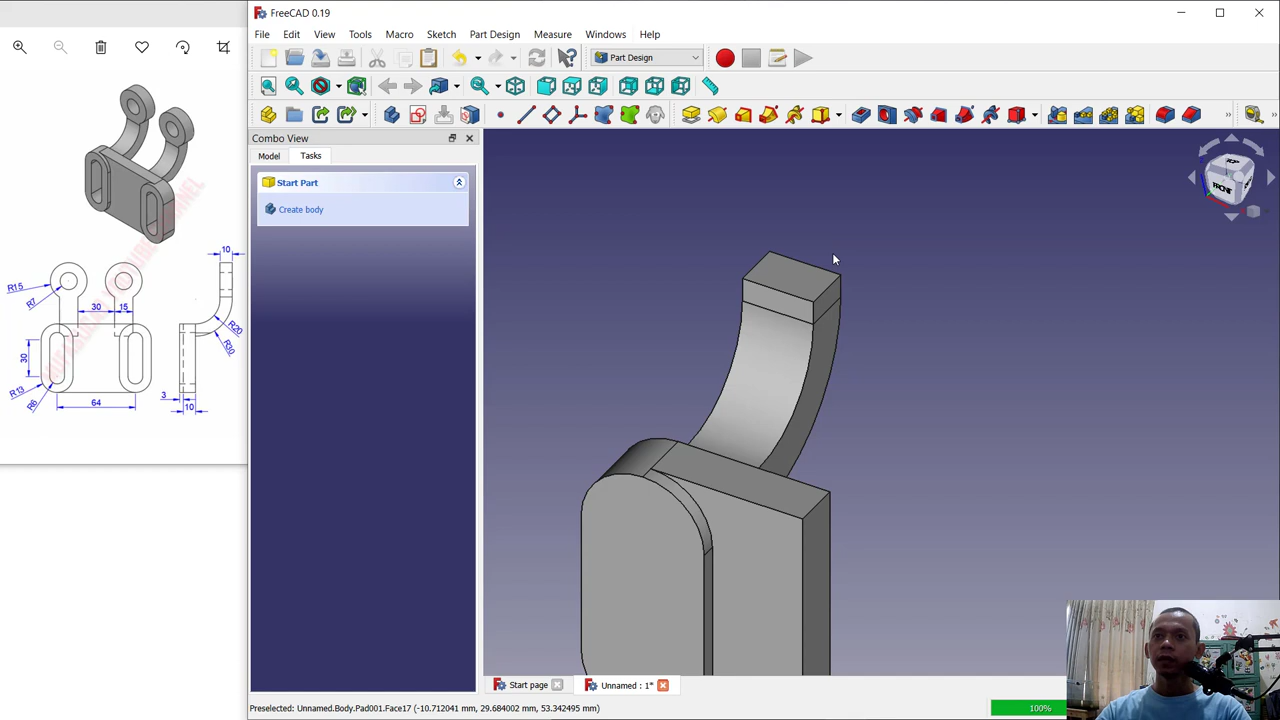 FreeCAD 0.19
File Edit View Tools Macro Sketch Part Design Measure Windows Help
Part Design
Combo View
Model Tasks
Start Part
Create body
TOP
FRONT
10
R15
R7
30
15
R20
R30
30
R13
R6
64
3
10
Start page
Unnamed : 1*
Preselected: Unnamed.Body.Pad001.Face17 (-10.712041 mm, 29.684002 mm, 53.342495 mm)
100%